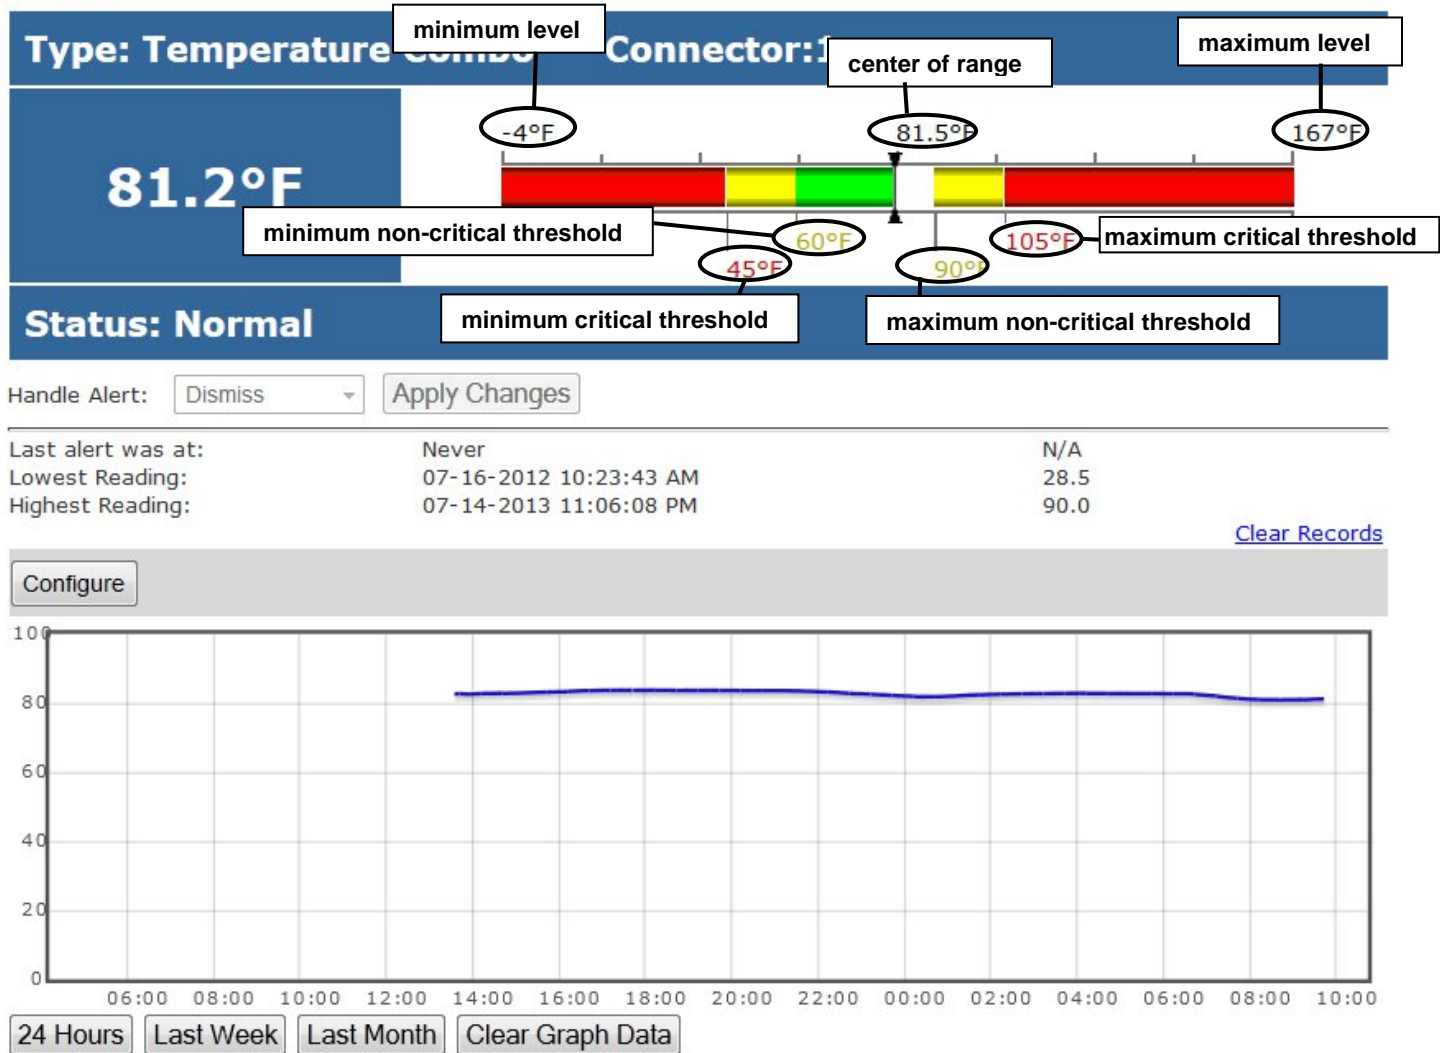 minimum level
maximum level
Type: Temperature Combo Connector:1
center of range
-4°F 81.5°F 167°F
81.2°F
minimum non-critical threshold
60°F
105°F
maximum critical threshold
45°F
90°F
Status: Normal
minimum critical threshold
maximum non-critical threshold
Handle Alert: Dismiss Apply Changes
Last alert was at: Never N/A
Lowest Reading: 07-16-2012 10:23:43 AM 28.5
Highest Reading: 07-14-2013 11:06:08 PM 90.0
Clear Records
Configure
100
80
60
40
20
0
06:00 08:00 10:00 12:00 14:00 16:00 18:00 20:00 22:00 00:00 02:00 04:00 06:00 08:00 10:00
24 Hours Last Week Last Month Clear Graph Data